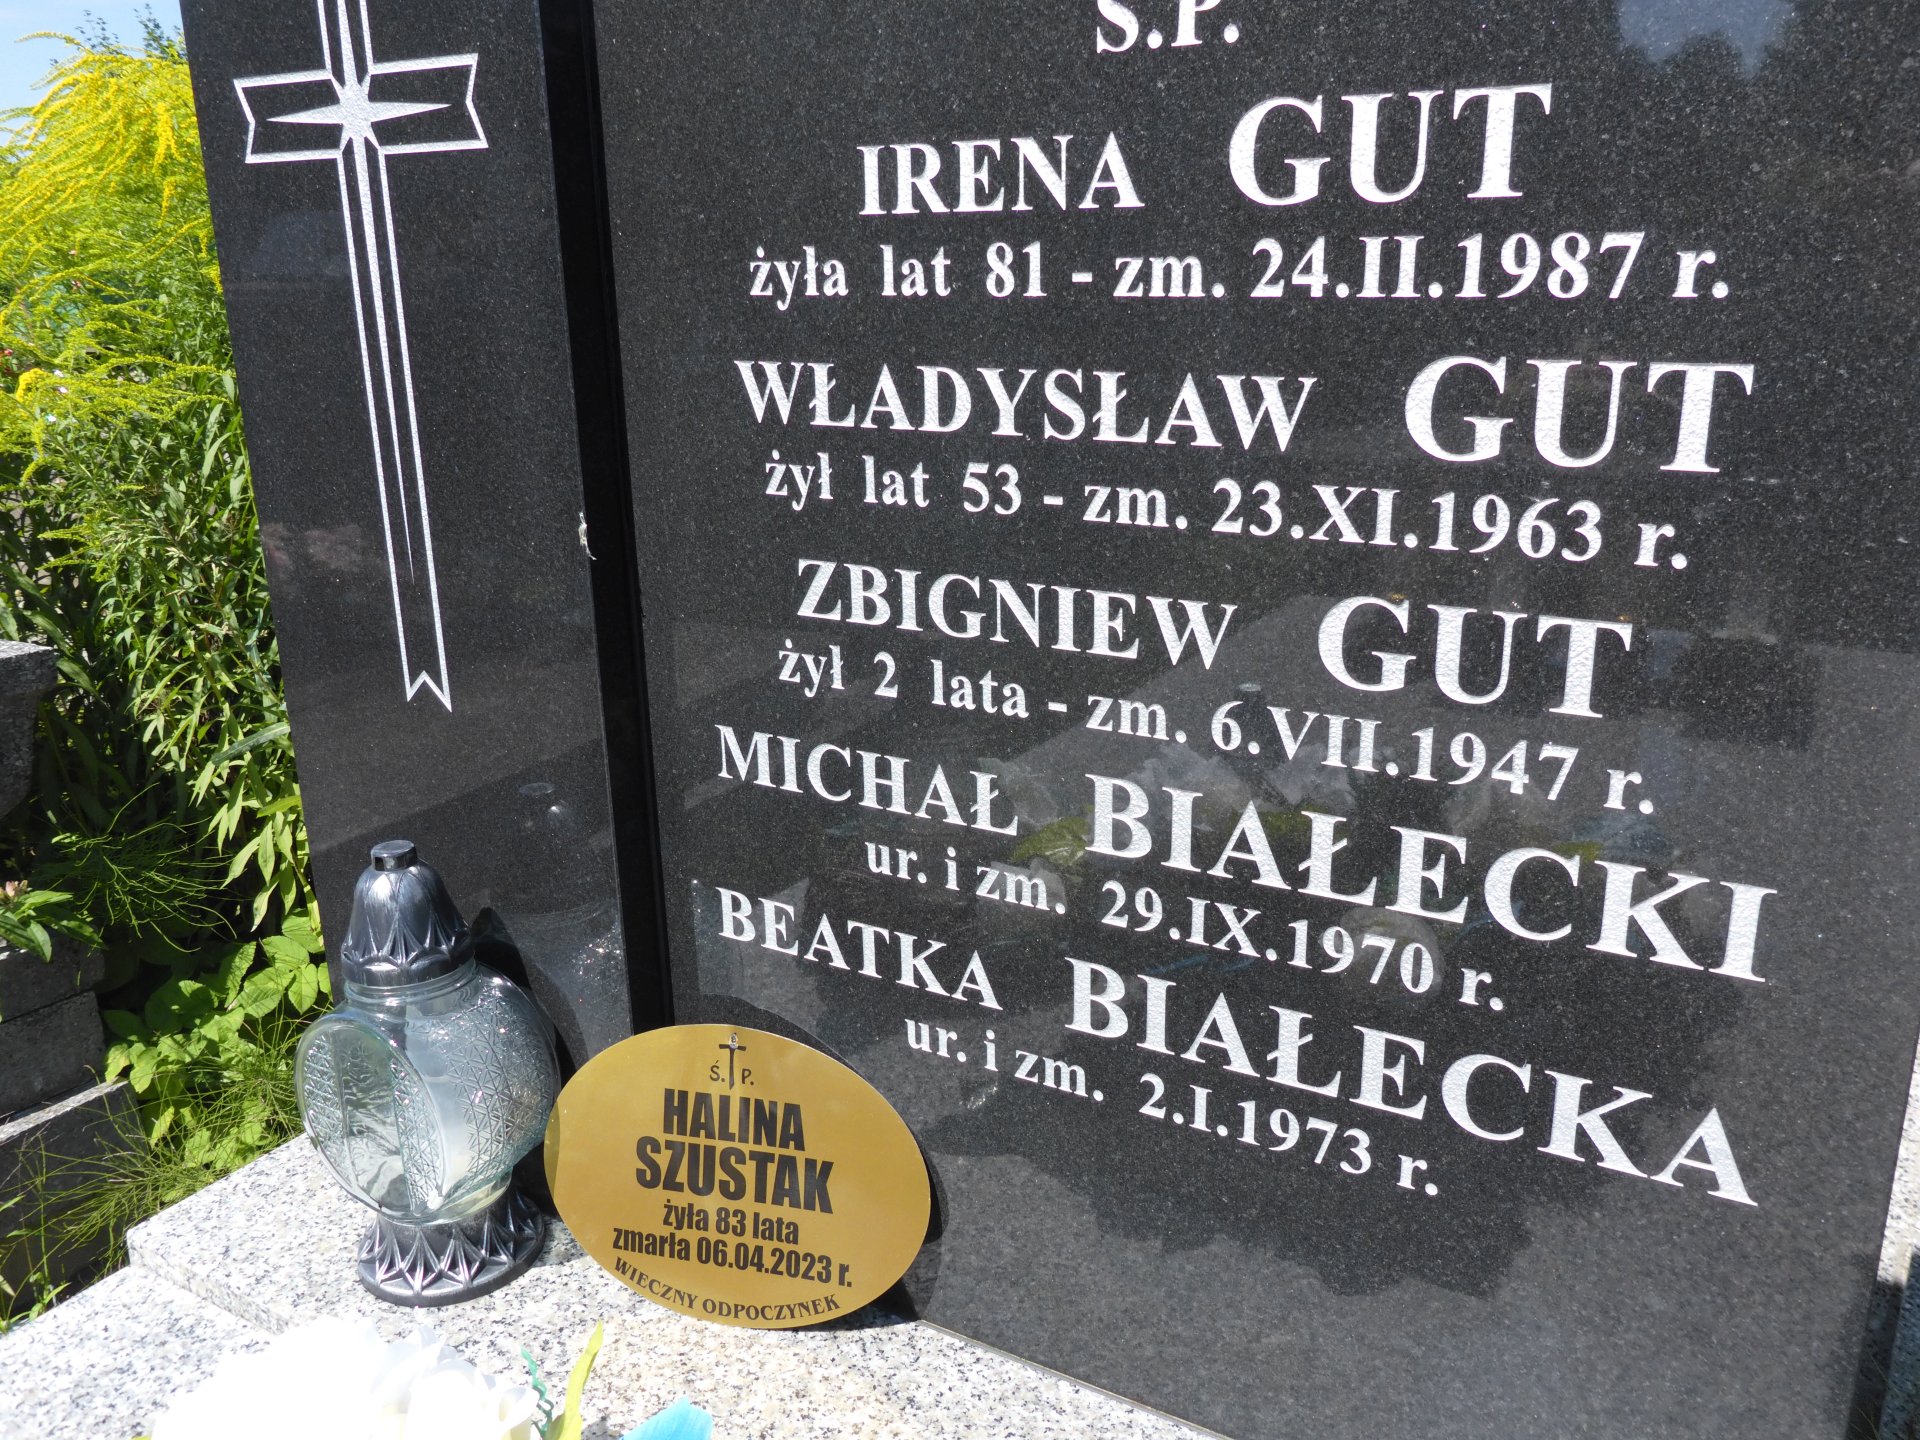 Ś.P.
IRENA GUT
żyła lat 81 - zm. 24.II.1987 r.
WŁADYSŁAW GUT
żył lat 53 - zm. 23.XI.1963 r.
ZBIGNIEW GUT
żył 2 lata - zm. 6.VII.1947 r.
MICHAŁ BIAŁECKI
ur. i zm. 29.IX.1970 r.
BEATKA BIAŁECKA
ur. i zm. 2.I.1973 r.
Ś. P.
HALINA
SZUSTAK
żyła 83 lata
zmarła 06.04.2023 r.
WIECZNY ODPOCZYNEK